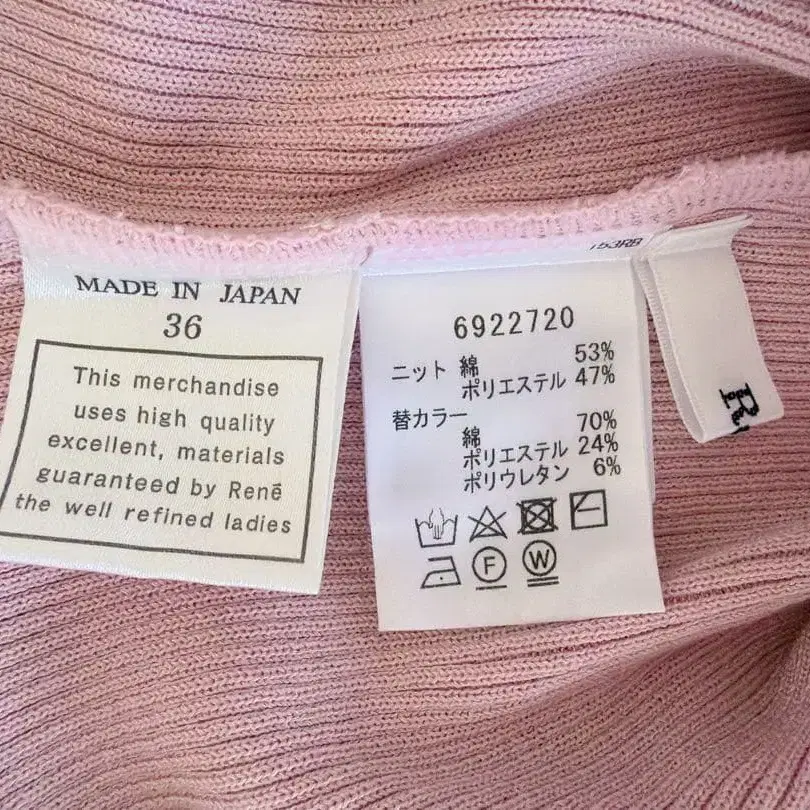 MADE IN JAPAN
36
This merchandise
uses high quality
excellent, materials
guaranteed by René
the well refined ladies
6922720
ニット 綿 53%
ポリエステル 47%
替カラー
綿 70%
ポリエステル 24%
ポリウレタン 6%
F
W